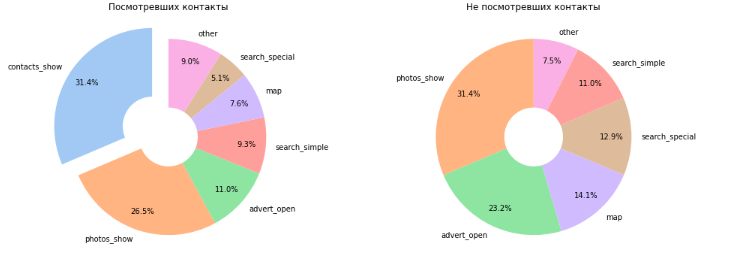 Посмотревших контакты
other
9.0%
search_special
5.1%
map
7.6%
search_simple
9.3%
advert_open
11.0%
photos_show
26.5%
contacts_show
31.4%
Не посмотревших контакты
other
7.5%
search_simple
11.0%
search_special
12.9%
map
14.1%
advert_open
23.2%
photos_show
31.4%